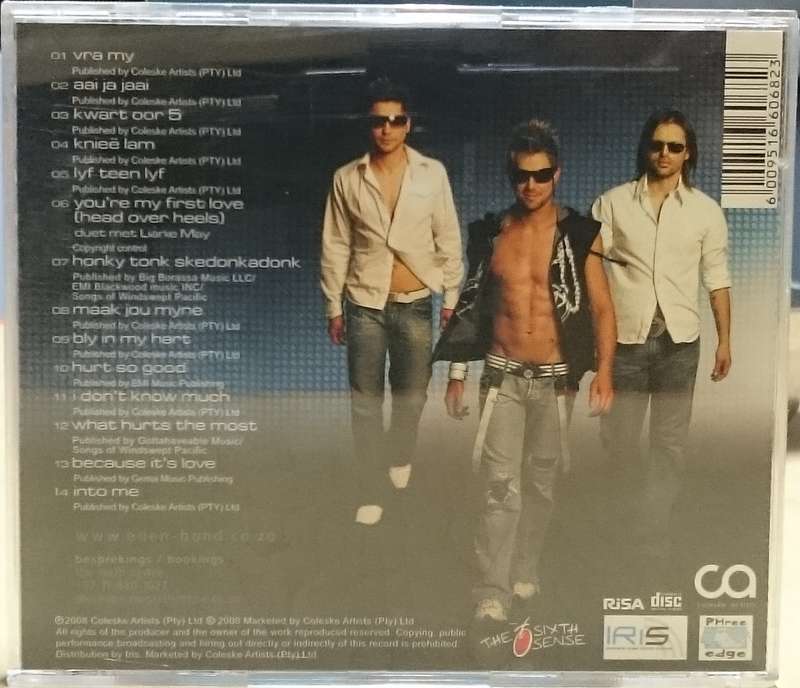 01 vra my
Published by Coleske Artists (PTY) Ltd
02 aai ja jaai
Published by Coleske Artists (PTY) Ltd
03 kwart oor 5
Published by Coleske Artists (PTY) Ltd
04 knieë lam
Published by Coleske Artists (PTY) Ltd
05 lyf teen lyf
Published by Coleske Artists (PTY) Ltd
06 you're my first love
(head over heels)
duet met Lianie May
Copyright control
07 honky tonk skedonkadonk
Published by Big Borassa Music LLC/
EMI Blackwood music INC/
Songs of Windswept Pacific
08 maak jou myne
Published by Coleske Artists (PTY) Ltd
09 bly in my hart
Published by Coleske Artists (PTY) Ltd
10 hurt so good
Published by EMI Music Publishing
11 i don't know much
Published by Coleske Artists (PTY) Ltd
12 what hurts the most
Published by Gottahaveable Music/
Songs of Windswept Pacific
13 because it's love
Published by Music Publishing
14 into me
Published by Coleske Artists (PTY) Ltd
besprekings / bookings
℗2008 Coleske Artists (Pty) Ltd © 2008 Marketed by Coleske Artists (Pty) Ltd
All rights of the producer and the owner of the work reproduced reserved. Copying, public
performance broadcasting and hiring out directly or indirectly of this record is prohibited.
Distribution by Iris. Marketed by Coleske Artists (Pty) Ltd
THE 6 SIXTH
SENSE
RiSA
disc
ca
IRIS
PHree
edge
6009516606823